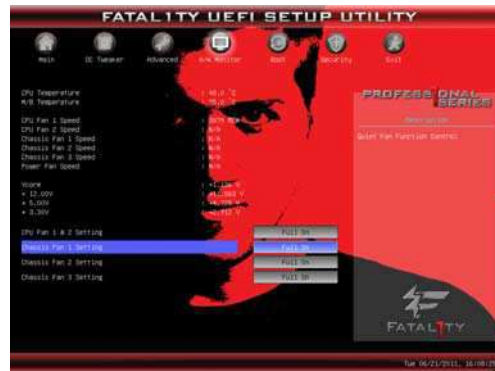 FATAL1TY UEFI SETUP UTILITY
Main OC Tweaker Advanced H/W Monitor Boot Security Exit
CPU Temperature
M/B Temperature
CPU Fan 1 Speed
CPU Fan 2 Speed : N/A
Chassis Fan 1 Speed : N/A
Chassis Fan 2 Speed : N/A
Chassis Fan 3 Speed : N/A
Power Fan Speed : N/A
Vcore
+ 12.00V
+ 5.00V
+ 3.30V
CPU Fan 1 & 2 Setting Full On
Chassis Fan 1 Setting Full On
Chassis Fan 2 Setting Full On
Chassis Fan 3 Setting Full On
PROFESSIONAL
SERIES
Description
Quiet Fan Function Control
FATAL1TY
Tue 06/21/2011,